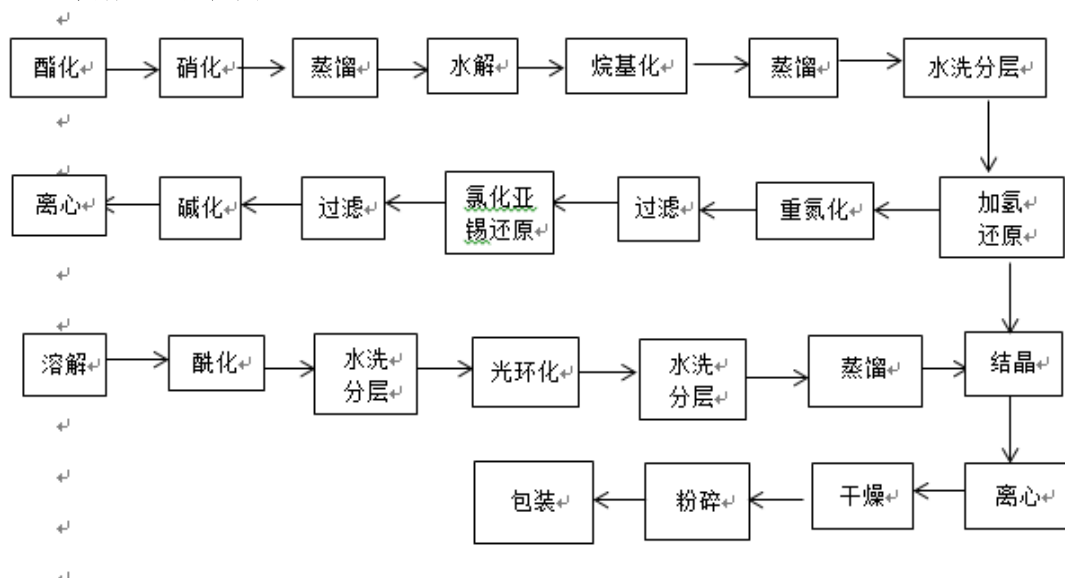 酯化
硝化
蒸馏
水解
烷基化
蒸馏
水洗分层
离心
碱化
过滤
氯化亚
锡还原
过滤
重氮化
加氢
还原
溶解
酰化
水洗
分层
光环化
水洗
分层
蒸馏
结晶
包装
粉碎
干燥
离心